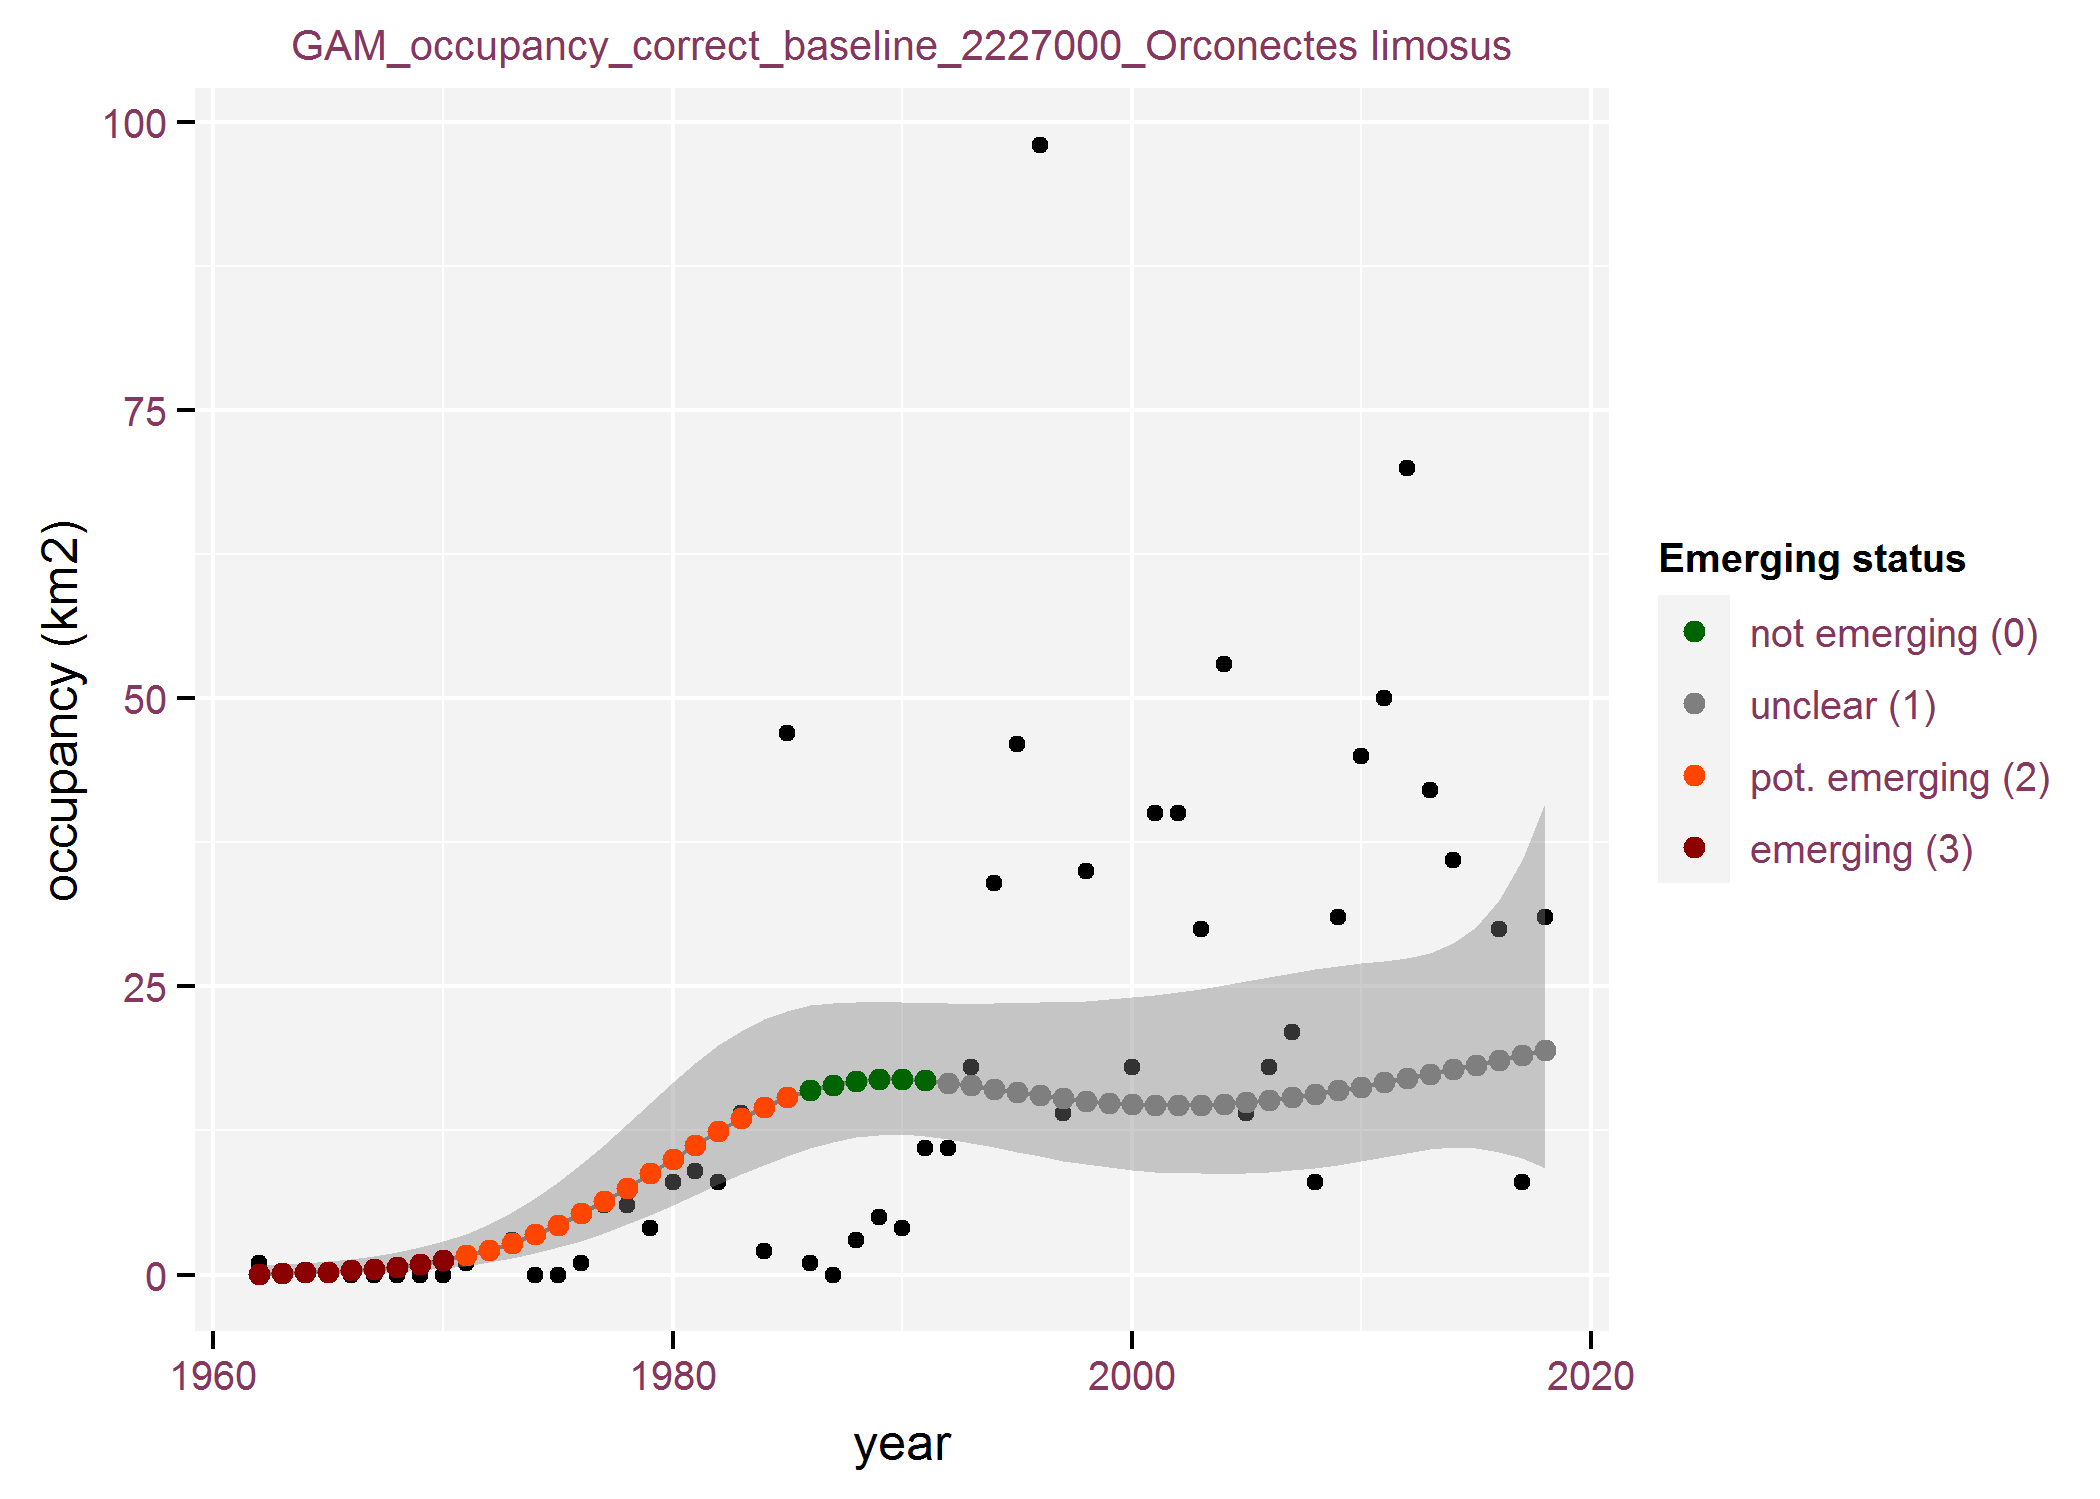 GAM_occupancy_correct_baseline_2227000_Orconectes limosus
100
75
50
25
0
occupancy (km2)
1960
1980
2000
2020
year
Emerging status
not emerging (0)
unclear (1)
pot. emerging (2)
emerging (3)